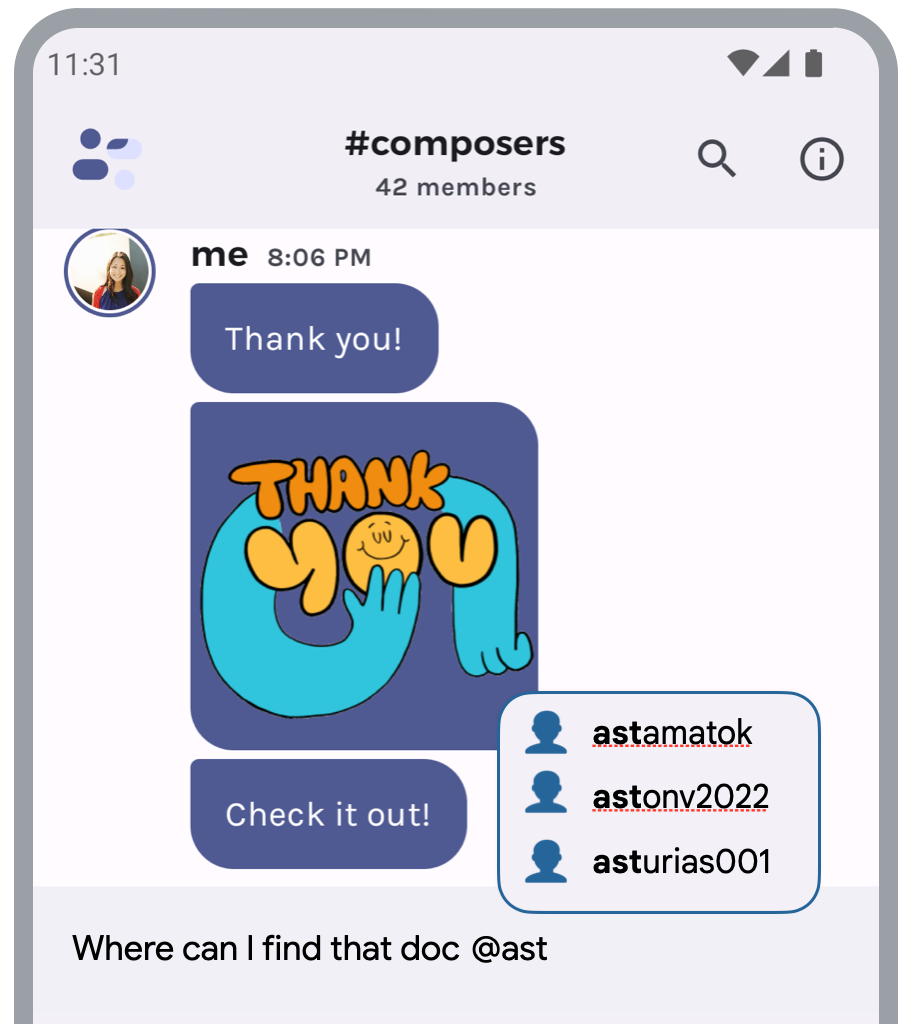 11:31
#composers
42 members
me 8:06 PM
Thank you!
THANK
YOU
Check it out!
astamatok
astonv2022
asturias001
Where can I find that doc @ast